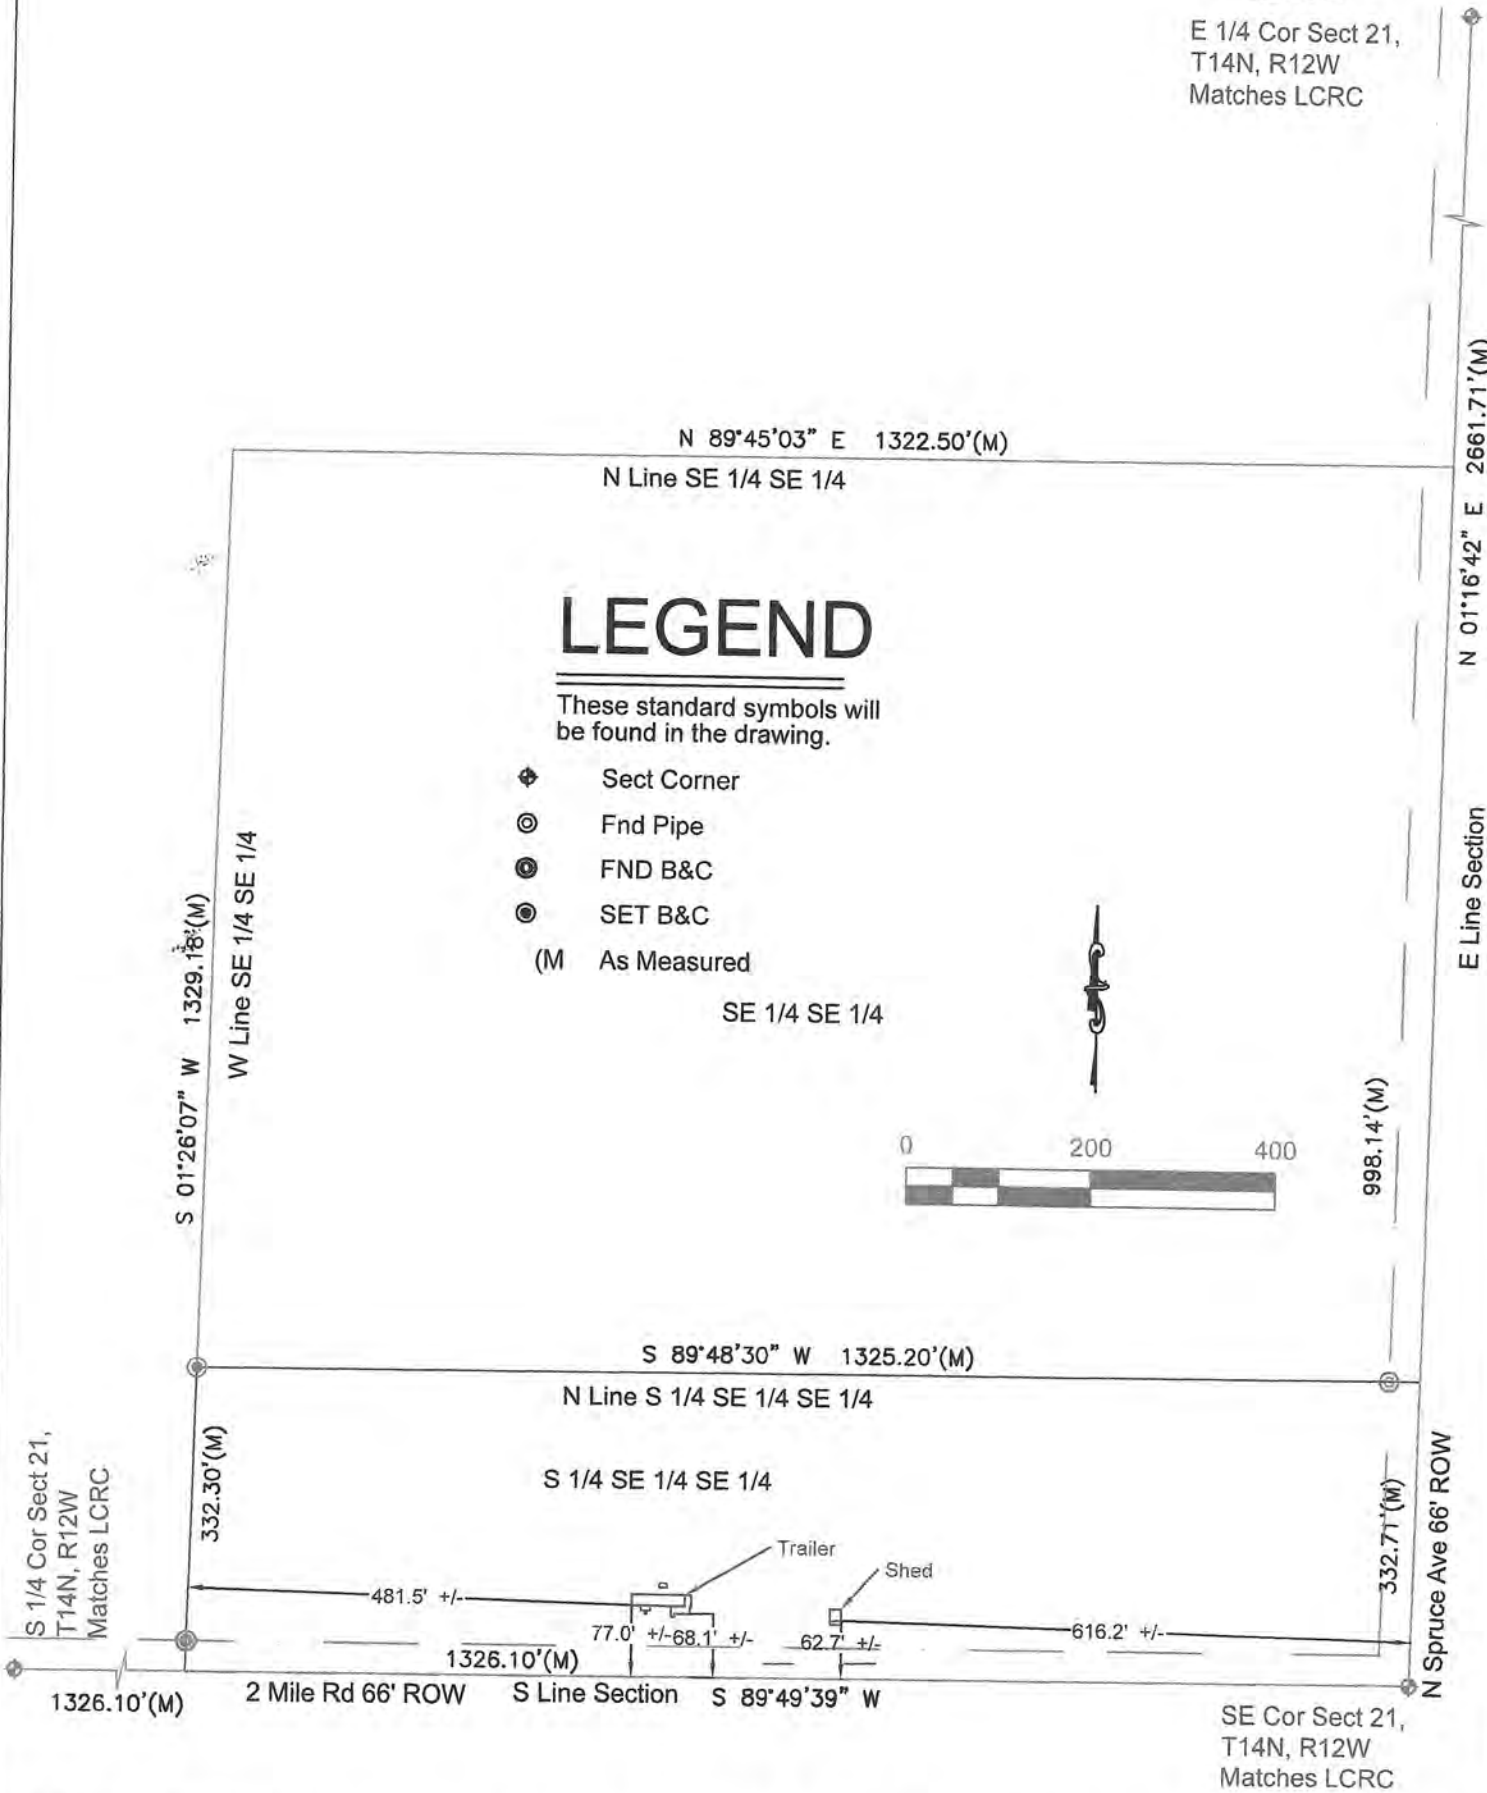 E 1/4 Cor Sect 21,
T14N, R12W
Matches LCRC
N 01°16'42" E 2661.71'(M)
N 89°45'03" E 1322.50'(M)
N Line SE 1/4 SE 1/4
LEGEND
These standard symbols will
be found in the drawing.
Sect Corner
Fnd Pipe
FND B&C
SET B&C
(M As Measured
SE 1/4 SE 1/4
S 01°26'07" W 1329.18'(M)
W Line SE 1/4 SE 1/4
E Line Section
998.14'(M)
0 200 400
S 89°48'30" W 1325.20'(M)
N Line S 1/4 SE 1/4 SE 1/4
S 1/4 SE 1/4 SE 1/4
332.30'(M)
332.71'(M)
N Spruce Ave 66' ROW
S 1/4 Cor Sect 21,
T14N, R12W
Matches LCRC
Trailer
Shed
481.5' +/-
77.0' +/-
68.1' +/-
62.7' +/-
616.2' +/-
1326.10'(M)
1326.10'(M)
2 Mile Rd 66' ROW S Line Section S 89°49'39" W
SE Cor Sect 21,
T14N, R12W
Matches LCRC